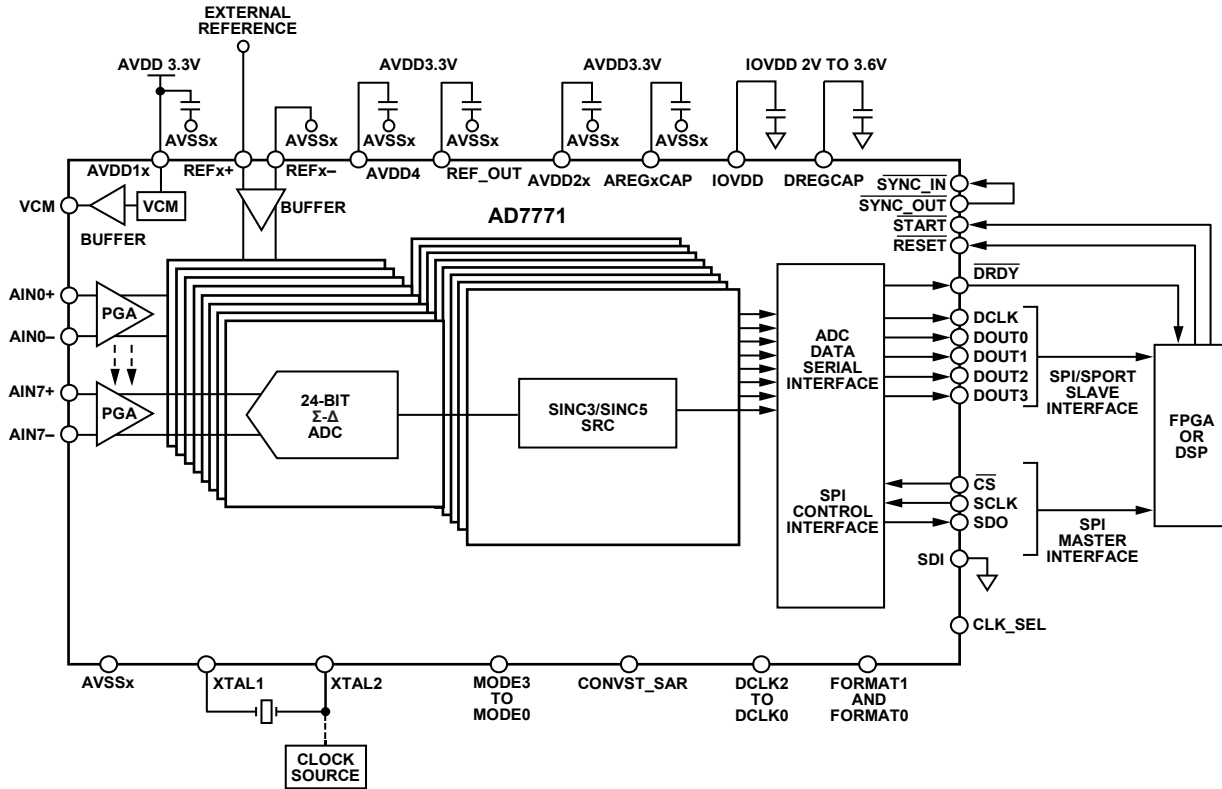 EXTERNAL
REFERENCE
AVDD 3.3V
AVDD3.3V
AVDD3.3V
IOVDD 2V TO 3.6V
AVSSx
AVSSx
AVSSx
AVSSx
AVSSx
AVSSx
AVDD1x
REFx+
REFx–
AVDD4
REF_OUT
AVDD2x
AREGxCAP
IOVDD
DREGCAP
SYNC_IN
SYNC_OUT
START
RESET
VCM
VCM
BUFFER
BUFFER
AD7771
DRDY
AIN0+
AIN0–
PGA
AIN7+
AIN7–
PGA
24-BIT
Σ-Δ
ADC
SINC3/SINC5
SRC
ADC
DATA
SERIAL
INTERFACE
DCLK
DOUT0
DOUT1
DOUT2
DOUT3
SPI/SPORT
SLAVE
INTERFACE
FPGA
OR
DSP
SPI
CONTROL
INTERFACE
CS
SCLK
SDO
SPI
MASTER
INTERFACE
SDI
CLK_SEL
AVSSx
XTAL1
XTAL2
MODE3
TO
MODE0
CONVST_SAR
DCLK2
TO
DCLK0
FORMAT1
AND
FORMAT0
CLOCK
SOURCE